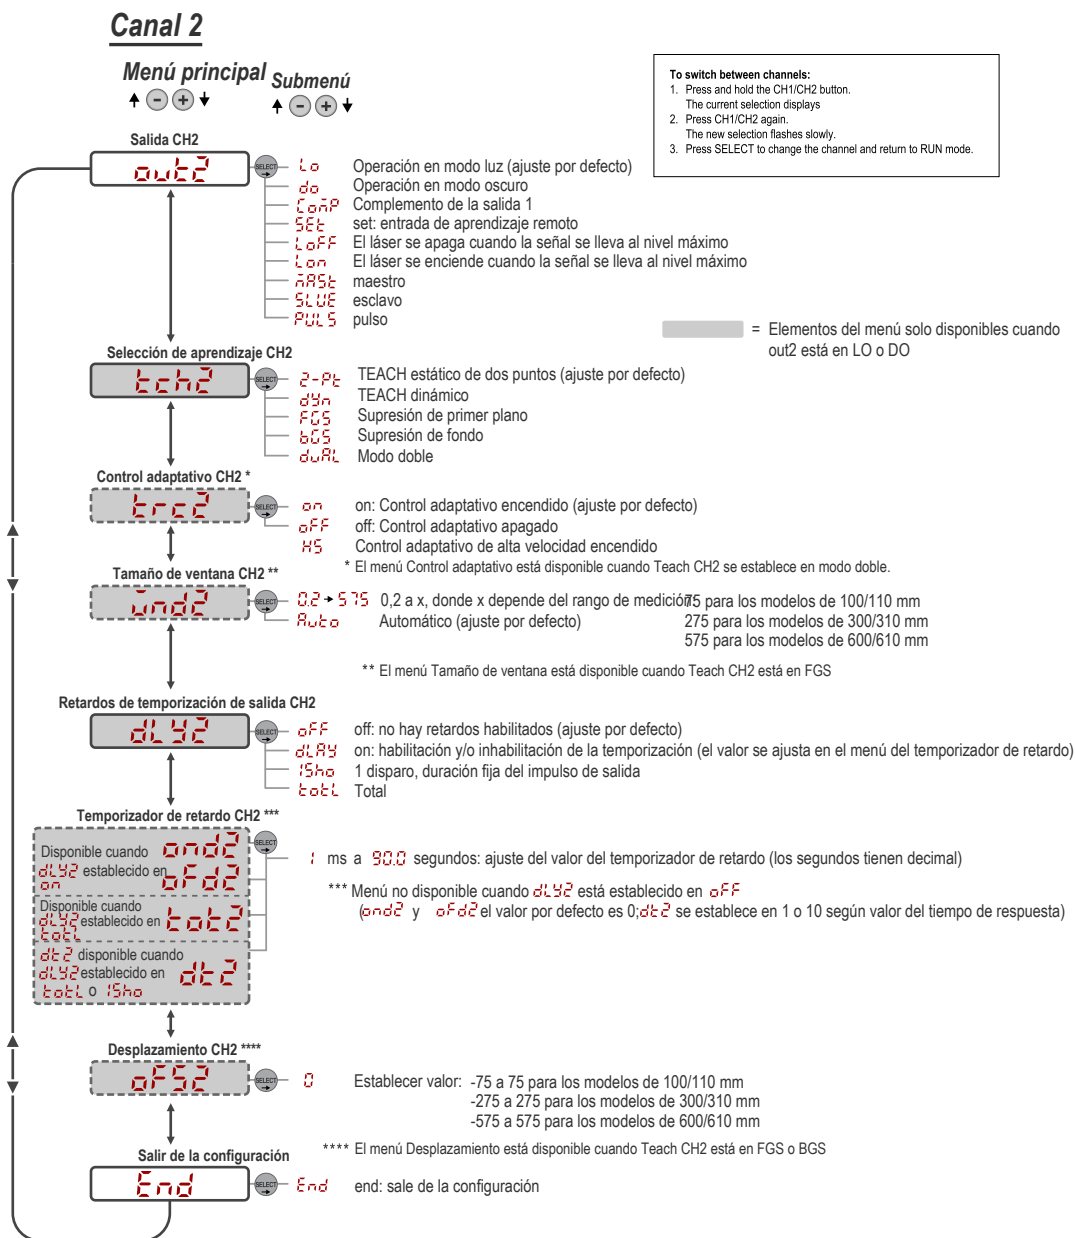 Canal 2
Menú principal
Submenú
- +
- +
To switch between channels:
1. Press and hold the CH1/CH2 button.
The current selection displays
2. Press CH1/CH2 again.
The new selection flashes slowly.
3. Press SELECT to change the channel and return to RUN mode.
Salida CH2
out2
SELECT
Lo Operación en modo luz (ajuste por defecto)
do Operación en modo oscuro
CoMP Complemento de la salida 1
SEt set: entrada de aprendizaje remoto
LoFF El láser se apaga cuando la señal se lleva al nivel máximo
Lon El láser se enciende cuando la señal se lleva al nivel máximo
MASt maestro
SLVE esclavo
PULS pulso
= Elementos del menú solo disponibles cuando
out2 está en LO o DO
Selección de aprendizaje CH2
tch2
SELECT
2-Pt TEACH estático de dos puntos (ajuste por defecto)
dYn TEACH dinámico
FGS Supresión de primer plano
bGS Supresión de fondo
duAL Modo doble
Control adaptativo CH2 *
trc2
SELECT
on on: Control adaptativo encendido (ajuste por defecto)
oFF off: Control adaptativo apagado
HS Control adaptativo de alta velocidad encendido
* El menú Control adaptativo está disponible cuando Teach CH2 se establece en modo doble.
Tamaño de ventana CH2 **
wnd2
SELECT
0.2 → 575 0,2 a x, donde x depende del rango de medición 75 para los modelos de 100/110 mm
Auto Automático (ajuste por defecto) 275 para los modelos de 300/310 mm
575 para los modelos de 600/610 mm
** El menú Tamaño de ventana está disponible cuando Teach CH2 está en FGS
Retardos de temporización de salida CH2
dLY2
SELECT
oFF off: no hay retardos habilitados (ajuste por defecto)
dLAY on: habilitación y/o inhabilitación de la temporización (el valor se ajusta en el menú del temporizador de retardo)
1Sho 1 disparo, duración fija del impulso de salida
totL Total
Temporizador de retardo CH2 ***
Disponible cuando ond2
dLY2 establecido en oFd2
on
SELECT
Disponible cuando
dLY2 establecido en tot2
totL
dt2 disponible cuando
dLY2 establecido en dt2
totL o 1Sho
1 ms a 90.0 segundos: ajuste del valor del temporizador de retardo (los segundos tienen decimal)
*** Menú no disponible cuando dLY2 está establecido en oFF
(ond2 y oFd2 el valor por defecto es 0; dt2 se establece en 1 o 10 según valor del tiempo de respuesta)
Desplazamiento CH2 ****
oFS2
SELECT
0 Establecer valor: -75 a 75 para los modelos de 100/110 mm
-275 a 275 para los modelos de 300/310 mm
-575 a 575 para los modelos de 600/610 mm
**** El menú Desplazamiento está disponible cuando Teach CH2 está en FGS o BGS
Salir de la configuración
End
SELECT
End end: sale de la configuración